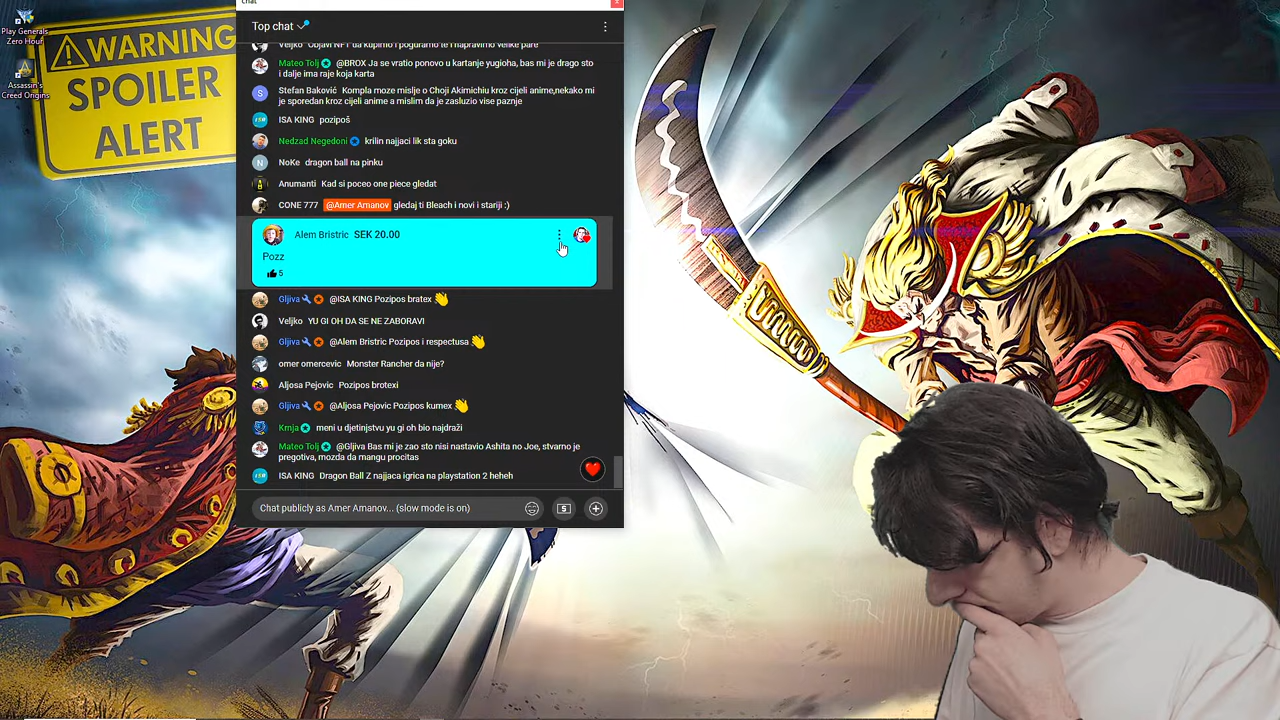 Play Generals
Zero Hour
Assassin's
Creed Origins
WARNING
SPOILER
ALERT
Chat
Top chat
Veljko Objavi NFT da kupimo i poguramo te i napravimo velike pare
Mateo Tolj @BROX Ja se vratio ponovo u kartanje yugioha, bas mi je drago sto
i dalje ima raje koja karta
Stefan Baković Kompla moze mislje o Choji Akimichiu kroz cijeli anime,nekako mi
je sporedan kroz cijeli anime a mislim da je zasluzio vise paznje
ISA KING pozipoš
Nedzad Negedoni krilin najjaci lik sta goku
N NoKe dragon ball na pinku
Anumanti Kad si poceo one piece gledat
CONE 777 @Amer Amanov gledaj ti Bleach i novi i stariji :)
Alem Bristric SEK 20.00
Pozz
5
Gljiva @ISA KING Pozipos bratex 👋
Veljko YU GI OH DA SE NE ZABORAVI
Gljiva @Alem Bristric Pozipos i respectusa 👋
omer omercevic Monster Rancher da nije?
Aljosa Pejovic Pozipos brotexi
Gljiva @Aljosa Pejovic Pozipos kumex 👋
Krnja meni u djetinjstvu yu gi oh bio najdraži
Mateo Tolj @Gljiva Bas mi je zao sto nisi nastavio Ashita no Joe, stvarno je
pregotiva, mozda da mangu procitas
ISA KING Dragon Ball Z najjaca igrica na playstation 2 heheh
Chat publicly as Amer Amanov... (slow mode is on)